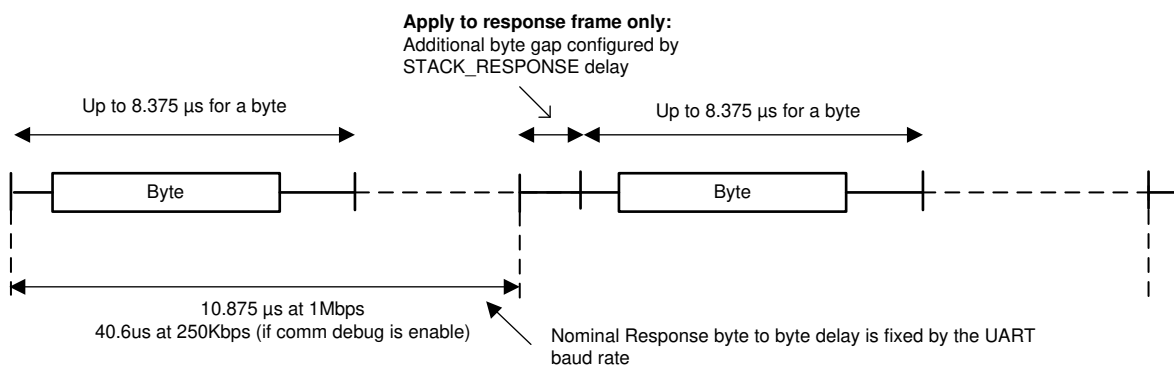 Apply to response frame only:
Additional byte gap configured by
STACK_RESPONSE delay
Up to 8.375 µs for a byte
Up to 8.375 µs for a byte
Byte
Byte
10.875 µs at 1Mbps
40.6us at 250Kbps (if comm debug is enable)
Nominal Response byte to byte delay is fixed by the UART
baud rate